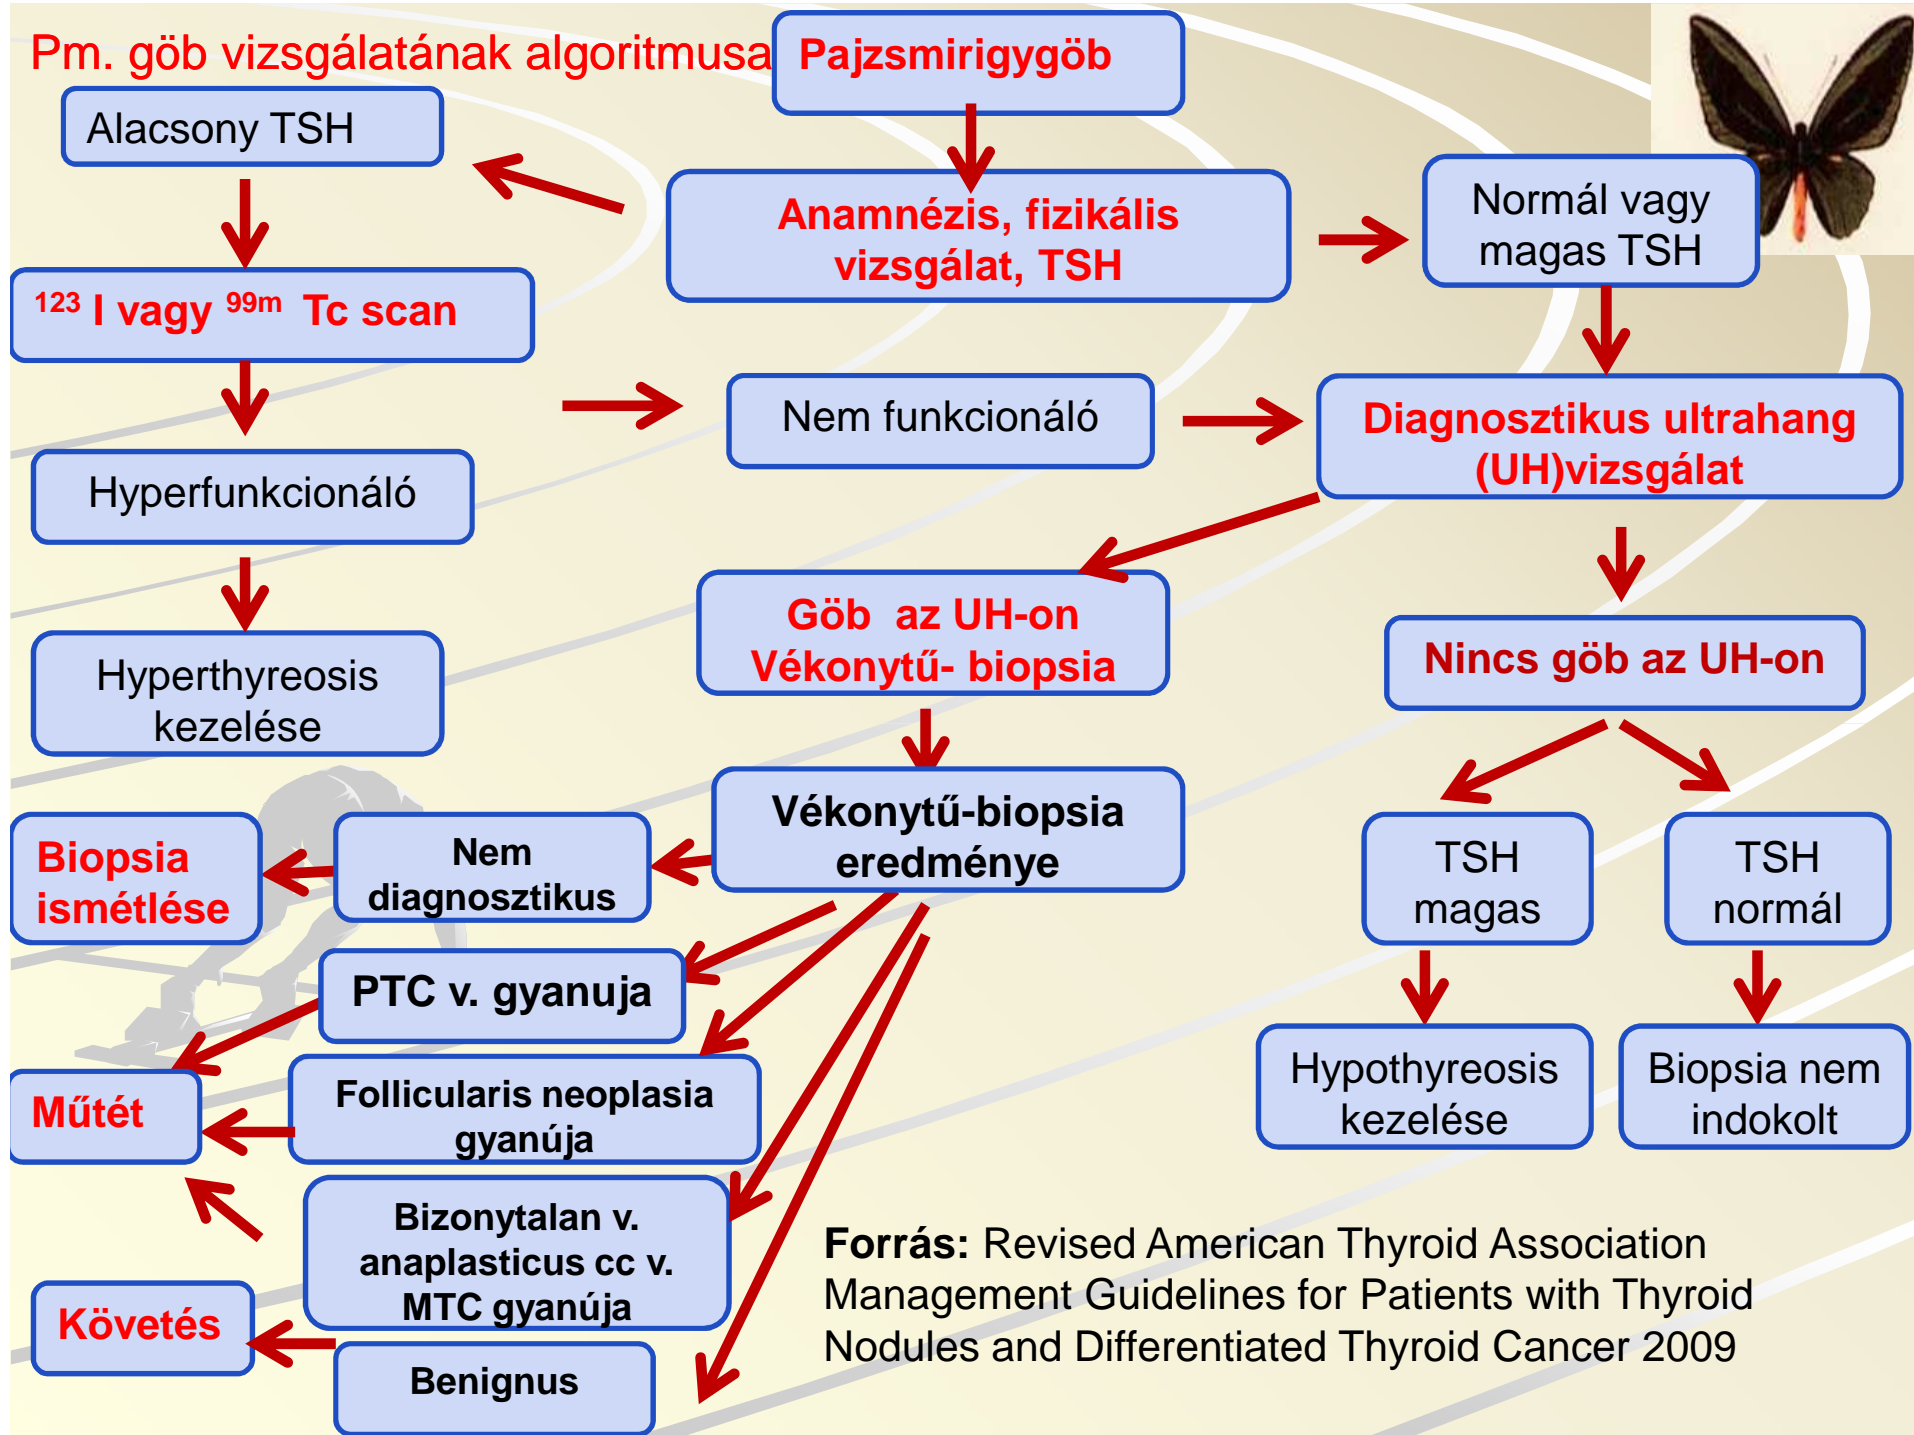 Pm. göb vizsgálatának algoritmusa
Pajzsmirigygöb
Alacsony TSH
Anamnézis, fizikális
vizsgálat, TSH
Normál vagy
magas TSH
123 I vagy 99m Tc scan
Nem funkcionáló
Diagnosztikus ultrahang
(UH)vizsgálat
Hyperfunkcionáló
Göb az UH-on
Vékonytű- biopsia
Nincs göb az UH-on
Hyperthyreosis
kezelése
Vékonytű-biopsia
eredménye
Biopsia
ismétlése
Nem
diagnosztikus
TSH
magas
TSH
normál
PTC v. gyanuja
Hypothyreosis
kezelése
Biopsia nem
indokolt
Műtét
Follicularis neoplasia
gyanúja
Bizonytalan v.
anaplasticus cc v.
MTC gyanúja
Követés
Benignus
Forrás: Revised American Thyroid Association
Management Guidelines for Patients with Thyroid
Nodules and Differentiated Thyroid Cancer 2009